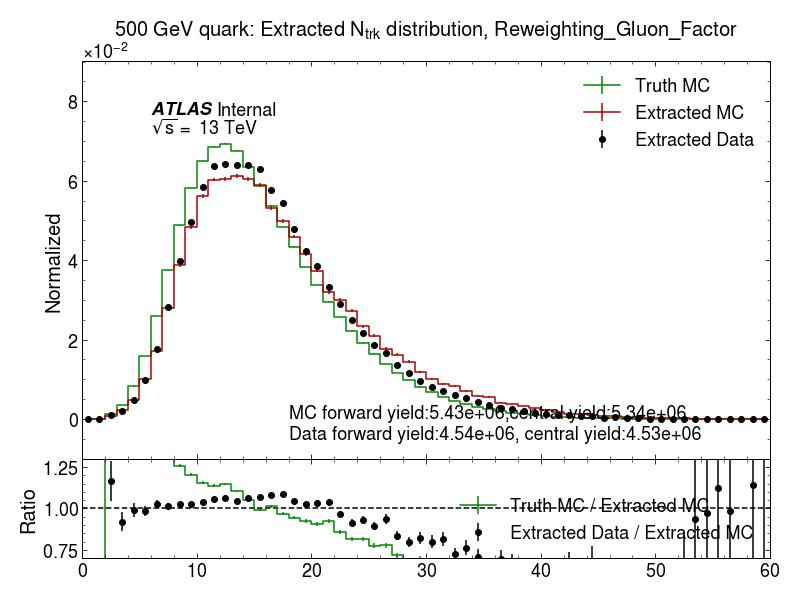 500 GeV quark: Extracted N_trk distribution, Reweighting_Gluon_Factor
×10⁻²
ATLAS Internal
√s = 13 TeV
Truth MC
Extracted MC
Extracted Data
Normalized
8
6
4
2
0
MC forward yield:5.43e+06,central yield:5.34e+06
Data forward yield:4.54e+06, central yield:4.53e+06
Ratio
1.25
1.00
0.75
Truth MC / Extracted MC
Extracted Data / Extracted MC
0 10 20 30 40 50 60